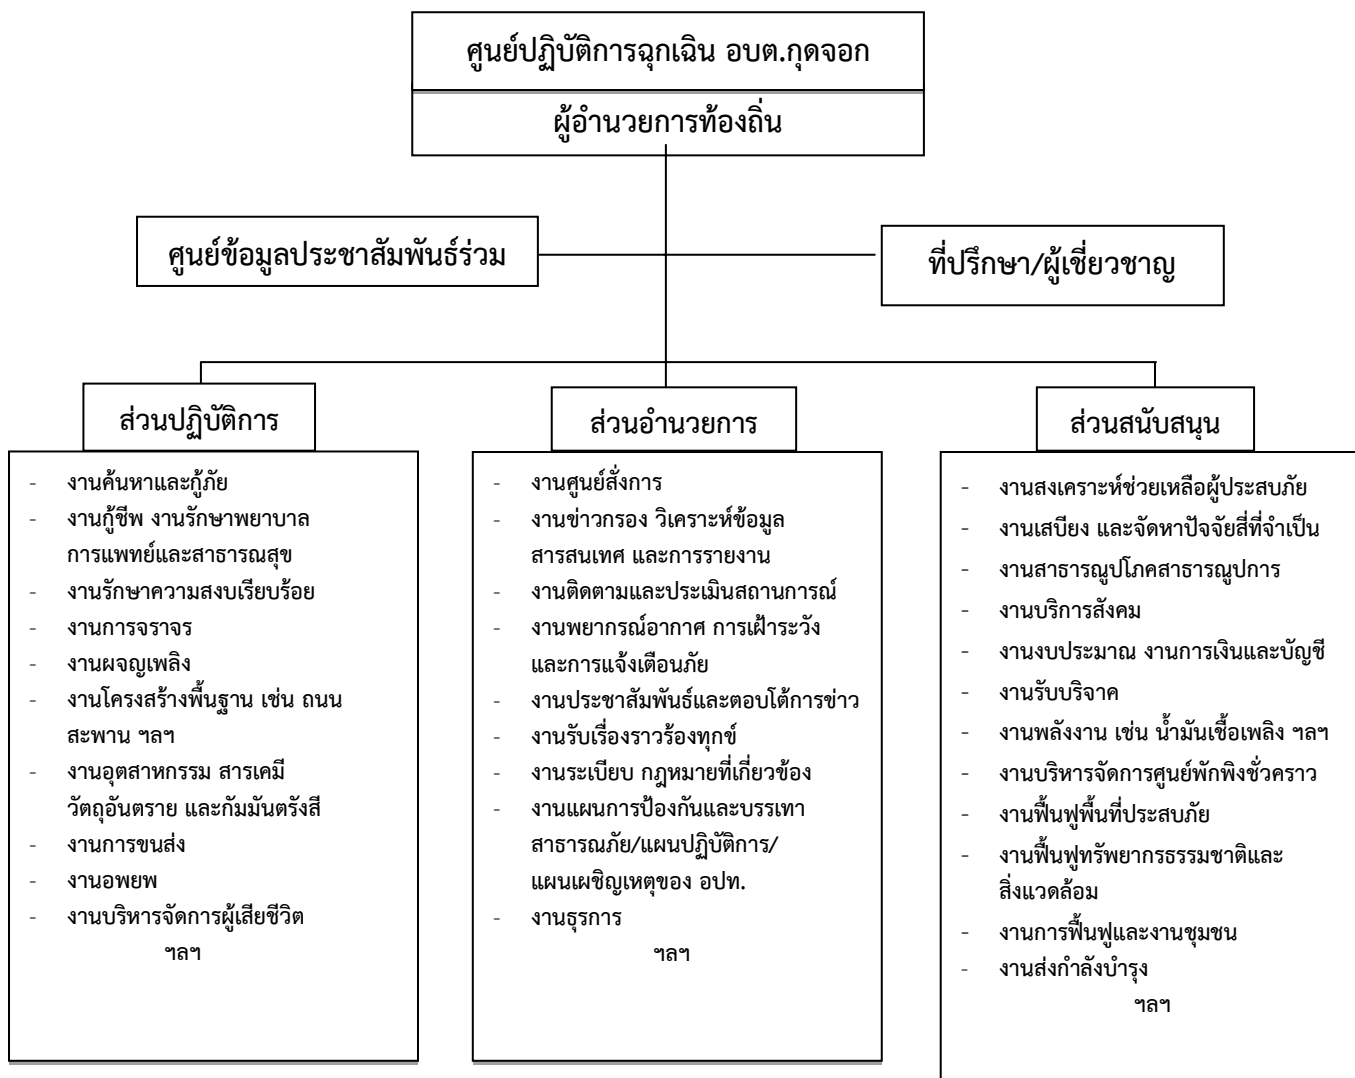 ศูนย์ปฏิบัติการฉุกเฉิน อบต.กุดจอก
ผู้อำนวยการท้องถิ่น
ศูนย์ข้อมูลประชาสัมพันธ์ร่วม
ที่ปรึกษา/ผู้เชี่ยวชาญ
ส่วนปฏิบัติการ
- งานค้นหาและกู้ภัย
- งานกู้ชีพ งานรักษาพยาบาล
การแพทย์และสาธารณสุข
- งานรักษาความสงบเรียบร้อย
- งานการจราจร
- งานผจญเพลิง
- งานโครงสร้างพื้นฐาน เช่น ถนน
สะพาน ฯลฯ
- งานอุตสาหกรรม สารเคมี
วัตถุอันตราย และกัมมันตรังสี
- งานการขนส่ง
- งานอพยพ
- งานบริหารจัดการผู้เสียชีวิต
ฯลฯ
ส่วนอำนวยการ
- งานศูนย์สั่งการ
- งานข่าวกรอง วิเคราะห์ข้อมูล
สารสนเทศ และการรายงาน
- งานติดตามและประเมินสถานการณ์
- งานพยากรณ์อากาศ การเฝ้าระวัง
และการแจ้งเตือนภัย
- งานประชาสัมพันธ์และตอบโต้การข่าว
- งานรับเรื่องราวร้องทุกข์
- งานระเบียบ กฎหมายที่เกี่ยวข้อง
- งานแผนการป้องกันและบรรเทา
สาธารณภัย/แผนปฏิบัติการ/
แผนเผชิญเหตุของ อปท.
- งานธุรการ
ฯลฯ
ส่วนสนับสนุน
- งานสงเคราะห์ช่วยเหลือผู้ประสบภัย
- งานเสบียง และจัดหาปัจจัยสี่ที่จำเป็น
- งานสาธารณูปโภคสาธารณูปการ
- งานบริการสังคม
- งานงบประมาณ งานการเงินและบัญชี
- งานรับบริจาค
- งานพลังงาน เช่น น้ำมันเชื้อเพลิง ฯลฯ
- งานบริหารจัดการศูนย์พักพิงชั่วคราว
- งานฟื้นฟูพื้นที่ประสบภัย
- งานฟื้นฟูทรัพยากรธรรมชาติและ
สิ่งแวดล้อม
- งานการฟื้นฟูและงานชุมชน
- งานส่งกำลังบำรุง
ฯลฯ